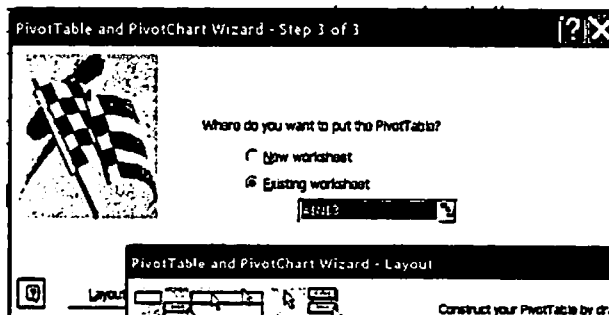 PivotTable and PivotChart Wizard - Step 3 of 3
Where do you want to put the PivotTable?
New worksheet
Existing worksheet
PivotTable and PivotChart Wizard - Layout
Layout
Construct your PivotTable by